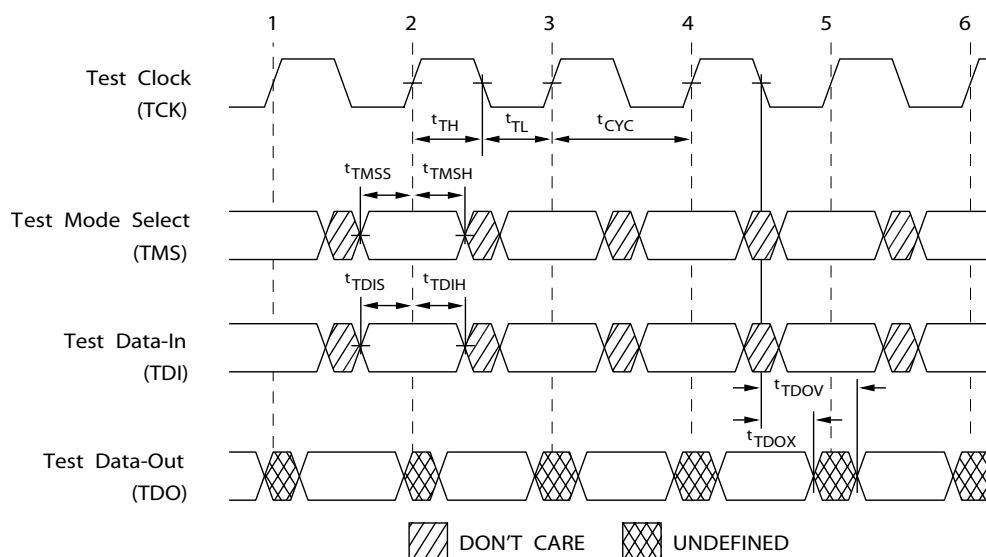 1 2 3 4 5 6
Test Clock
(TCK)
tTH tTL tCYC
tTMSS tTMSH
Test Mode Select
(TMS)
tTDIS tTDIH
Test Data-In
(TDI)
tTDOV
tTDOX
Test Data-Out
(TDO)
DON'T CARE UNDEFINED